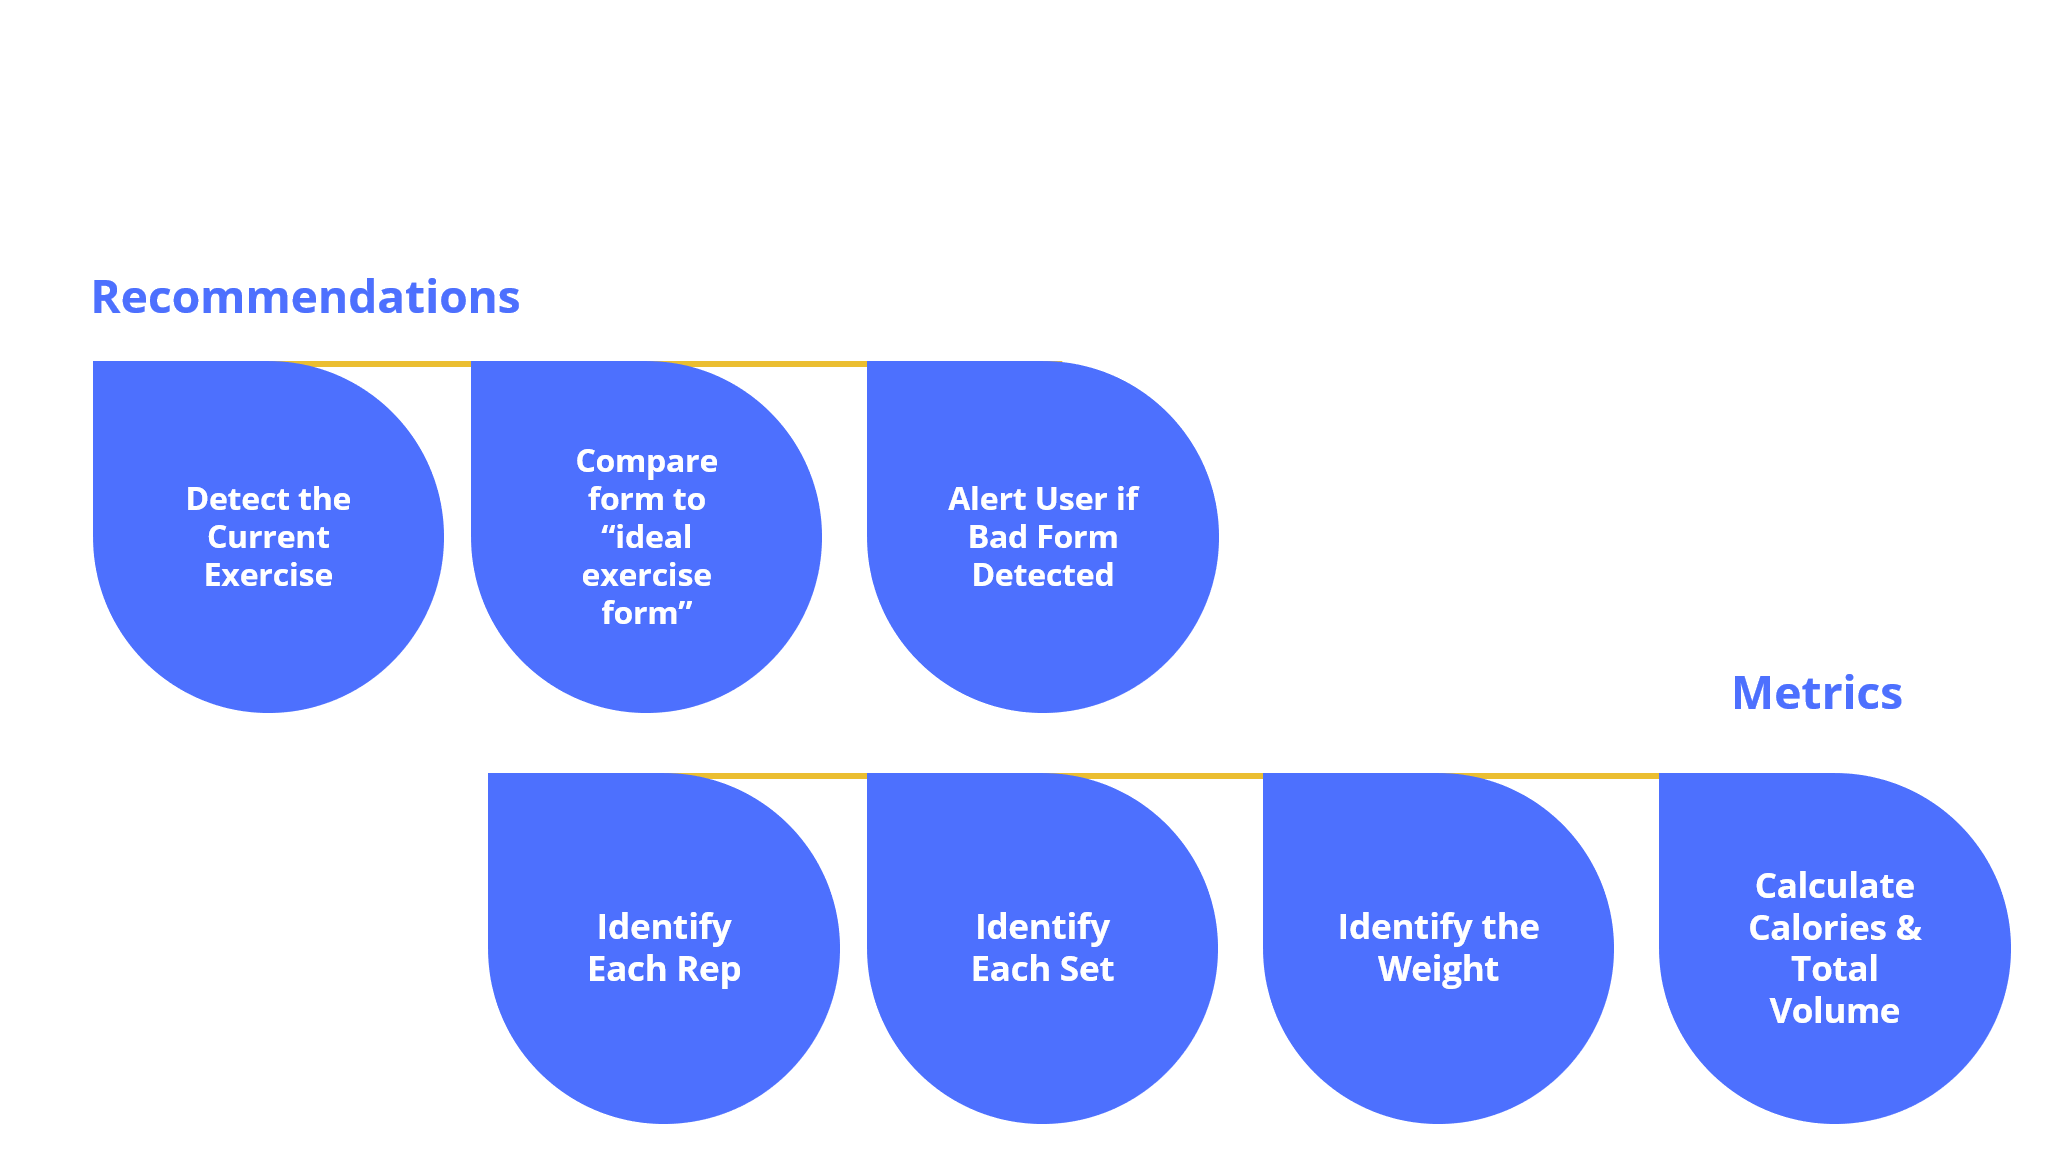 Recommendations
Detect the
Current
Exercise
Compare
form to
“ideal
exercise
form”
Alert User if
Bad Form
Detected
Metrics
Identify
Each Rep
Identify
Each Set
Identify the
Weight
Calculate
Calories &
Total
Volume